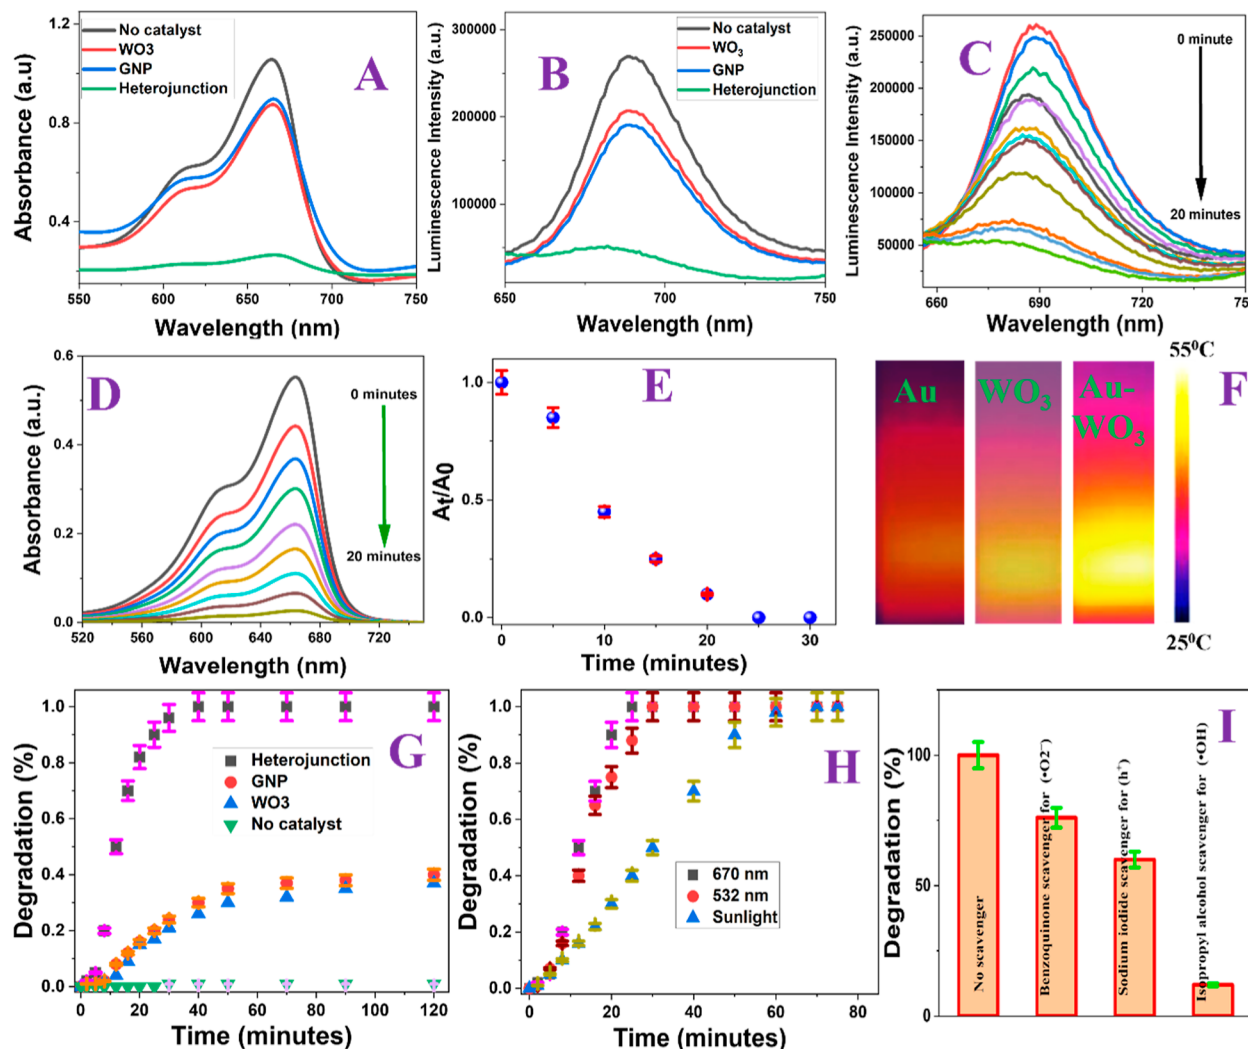 A
No catalyst
WO3
GNP
Heterojunction
Absorbance (a.u)
1.2
0.8
0.4
550
600
650
700
750
Wavelength (nm)
B
No catalyst
WO₃
GNP
Heterojunction
Luminescence Intensity (a.u.)
300000
200000
100000
0
650
700
750
Wavelength (nm)
C
0 minute
20 minutes
Luminescence Intensity (a.u.)
250000
200000
150000
100000
50000
660
690
720
75
Wavelength (nm)
D
0 minutes
20 minutes
Absorbance (a.u.)
0.6
0.4
0.2
0.0
520
560
600
640
680
720
Wavelength (nm)
E
At/A0
1.0
0.5
0.0
0
10
20
30
Time (minutes)
F
Au
WO₃
Au-
WO₃
55⁰C
25⁰C
G
Heterojunction
GNP
WO3
No catalyst
Degradation (%)
1.0
0.8
0.6
0.4
0.2
0.0
0
20
40
60
80
100
120
Time (minutes)
H
670 nm
532 nm
Sunlight
Degradation (%)
1.0
0.8
0.6
0.4
0.2
0.0
0
20
40
60
80
Time (minutes)
I
Degradation (%)
100
50
0
No scavenger
Benzoquinone scavenger for (•O2⁻)
Sodium iodide scavenger for (h⁺)
Isopropyl alcohol scavenger for (•OH)